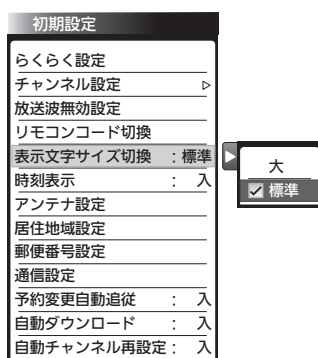 初期設定
らくらく設定
チャンネル設定 ▷
放送波無効設定
リモコンコード切換
表示文字サイズ切換 : 標準
時刻表示 : 入
アンテナ設定
居住地域設定
郵便番号設定
通信設定
予約変更自動追従 : 入
自動ダウンロード : 入
自動チャンネル再設定 : 入
大
標準